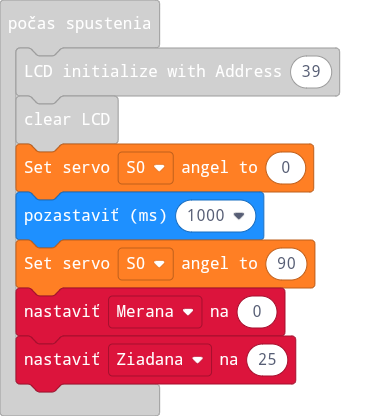 počas spustenia
LCD initialize with Address 39
clear LCD
Set servo S0 angel to 0
pozastaviť (ms) 1000
Set servo S0 angel to 90
nastaviť Merana na 0
nastaviť Ziadana na 25